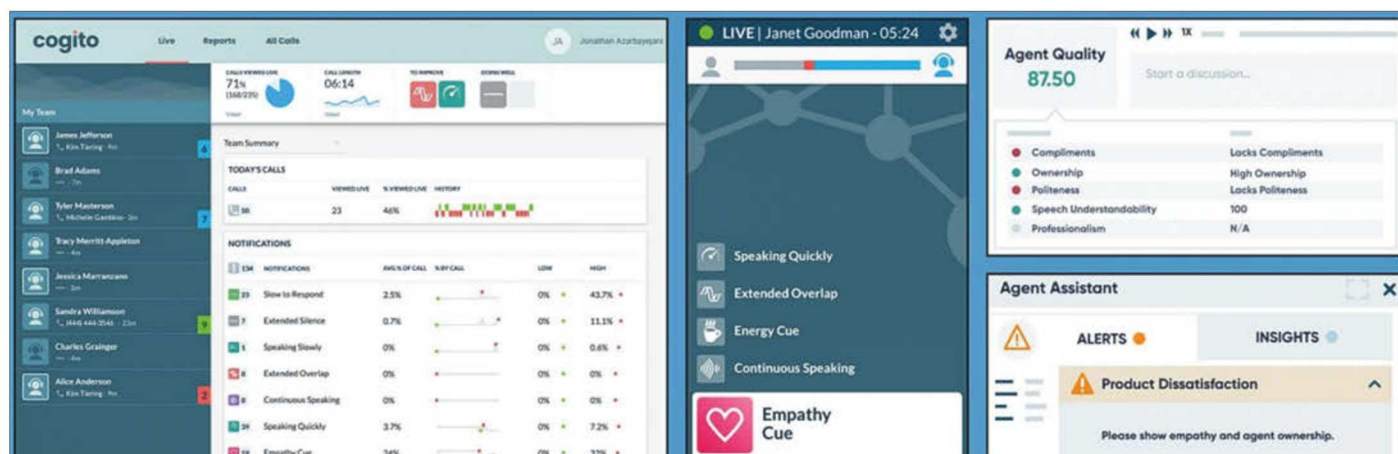 cogito
Live Reports All Calls
JA Jonathan Azarbayejani
My Team
James Jefferson
Kim Tiering
Brad Adams
7m
Tyler Masterson
7
Tracy Merritt-Appleton
Jessica Marranzano
Sandra Williamson
(444) 444-3546 - 23m
9
Charles Grainger
Alice Anderson
Kim Tiering
2
CALLS VIEWED LIVE
71%
(168/235)
CALL LENGTH
06:14
TO IMPROVE
DOING WELL
Team Summary
TODAY'S CALLS
CALLS VIEWED LIVE % VIEWED LIVE HISTORY
50 23 46%
NOTIFICATIONS
134 NOTIFICATIONS AVG % OF CALL % BY CALL LOW HIGH
Slow to Respond 2.5% 0% 43.7%
7 Extended Silence 0.7% 0% 11.1%
1 Speaking Slowly 0% 0% 0.6%
Extended Overlap 0% 0% 0%
Continuous Speaking 0% 0% 0%
Speaking Quickly 3.7% 0% 7.2%
Empathy Cue
LIVE | Janet Goodman - 05:24
Speaking Quickly
Extended Overlap
Energy Cue
Continuous Speaking
Empathy
Cue
Agent Quality
87.50
1X
Start a discussion...
Compliments Lacks Compliments
Ownership High Ownership
Politeness Lacks Politeness
Speech Understandability 100
Professionalism N/A
Agent Assistant
ALERTS INSIGHTS
Product Dissatisfaction
Please show empathy and agent ownership.